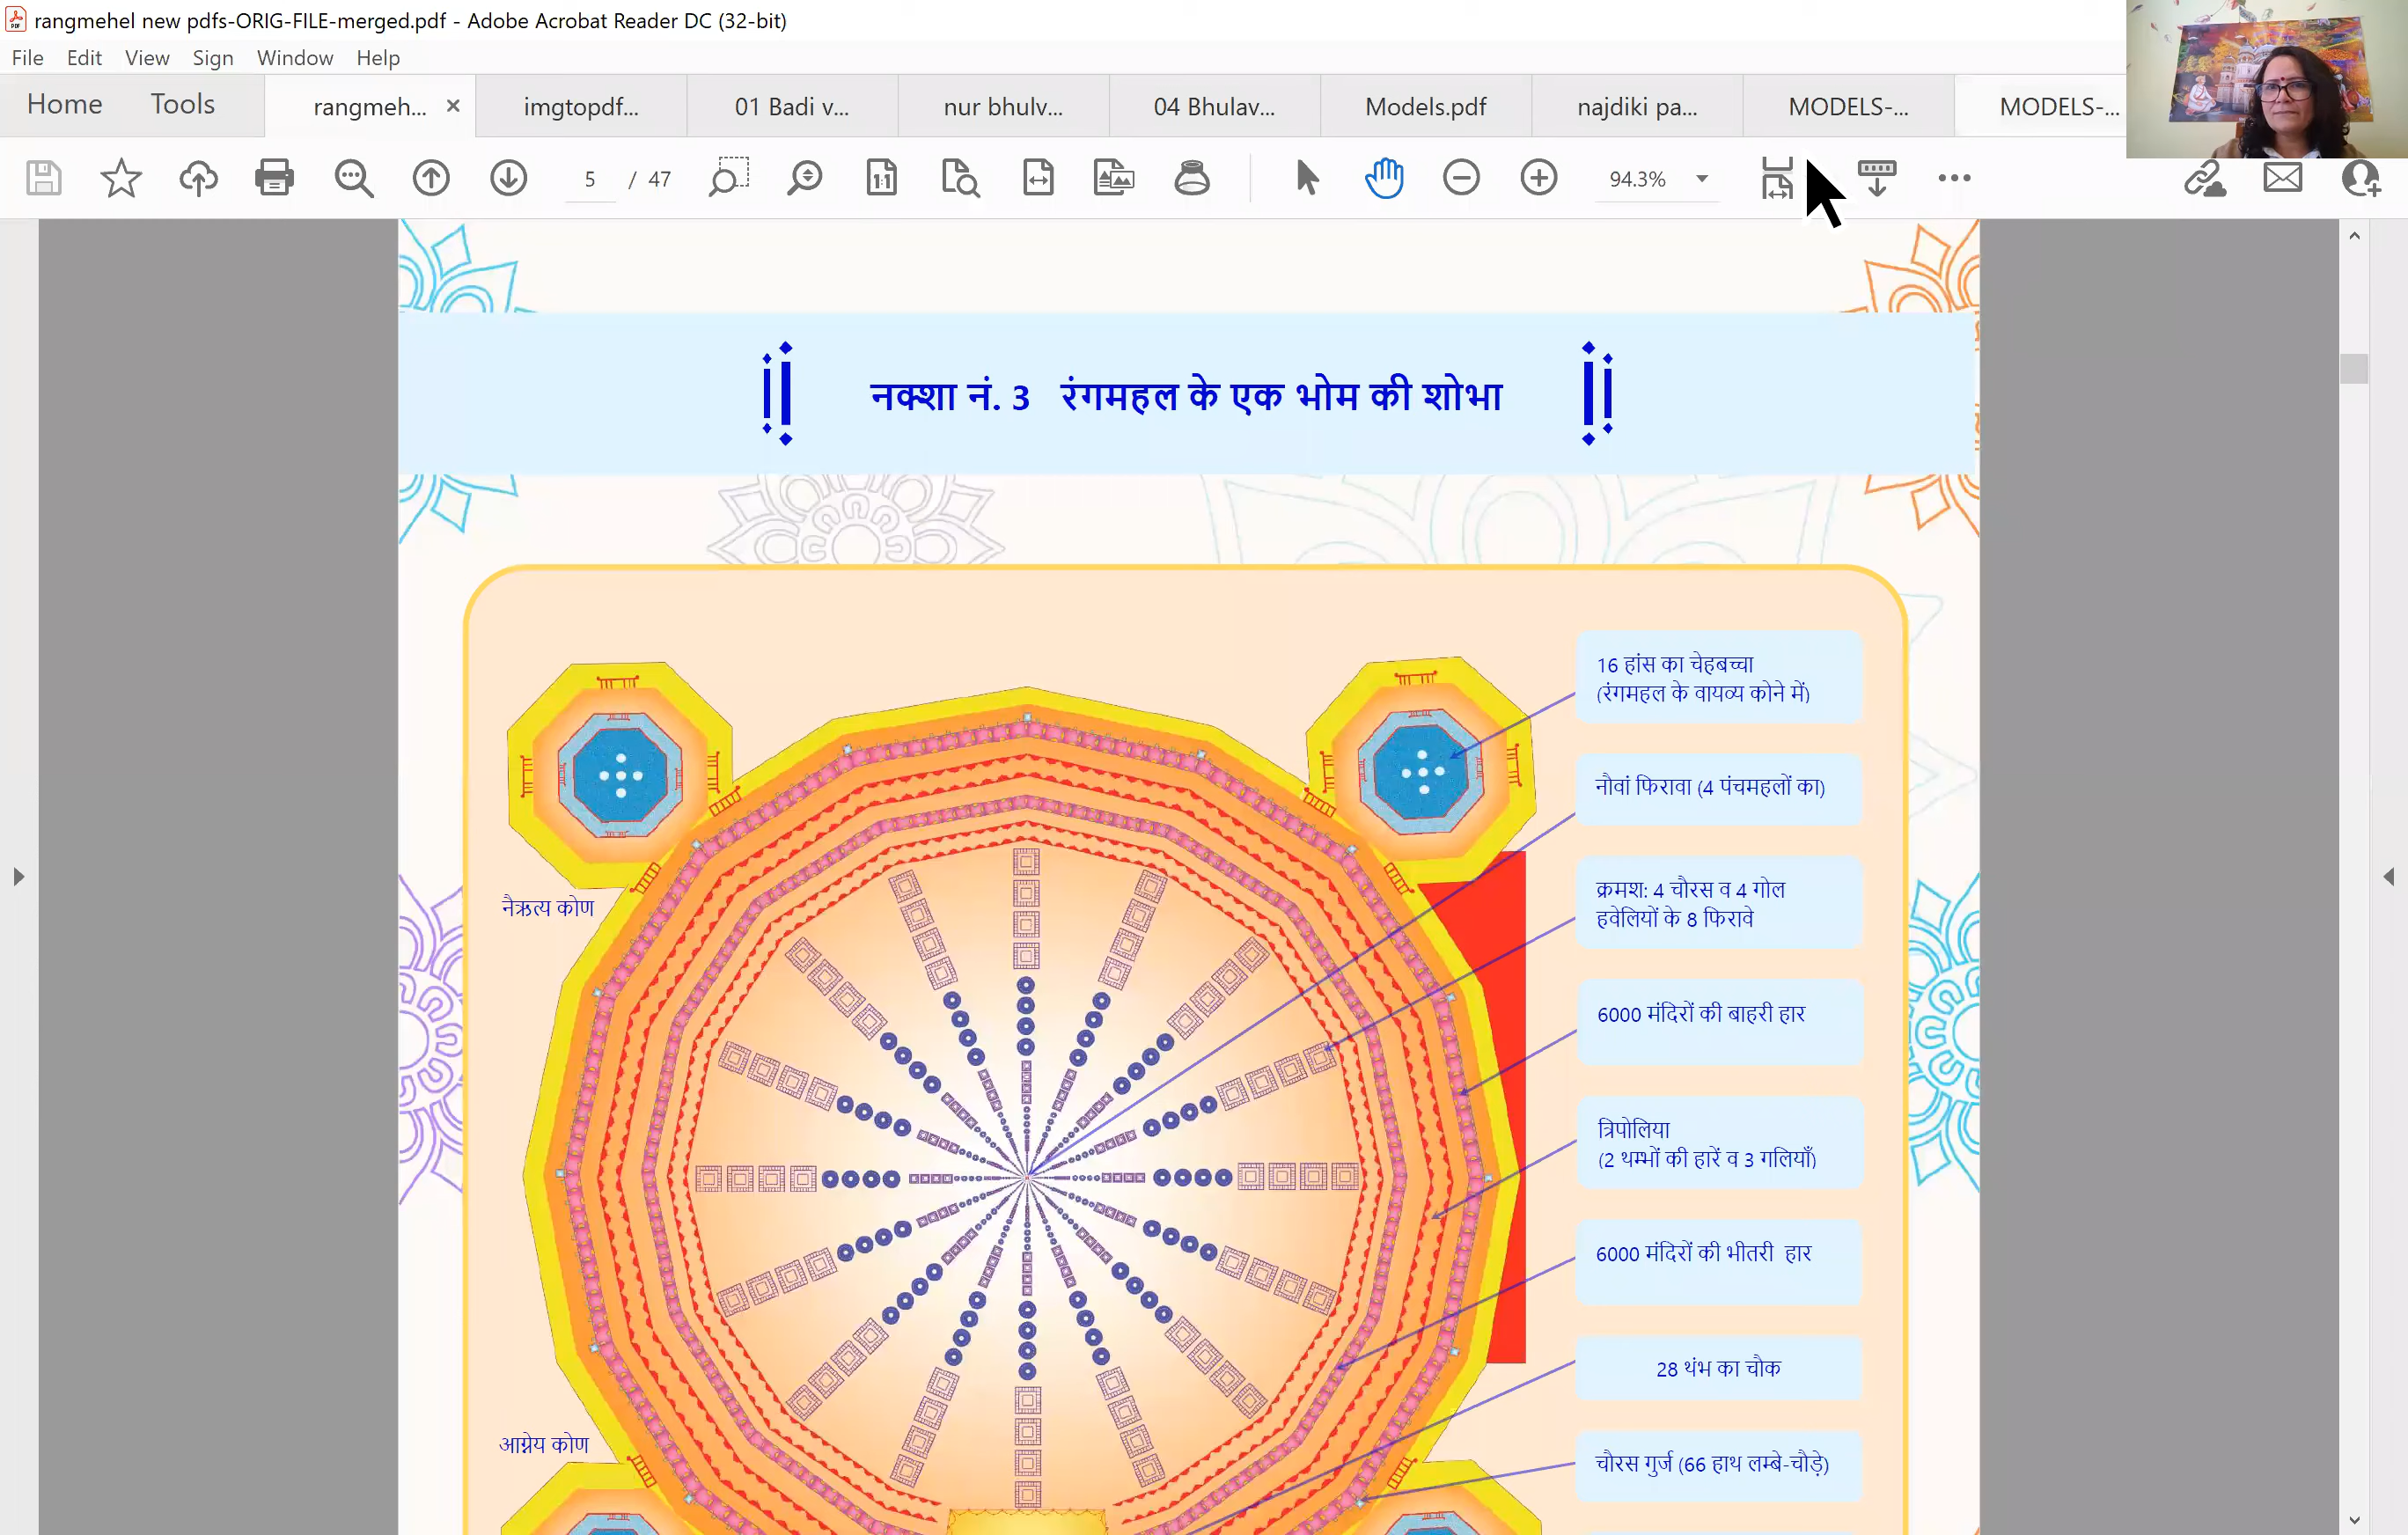 rangmehel new pdfs-ORIG-FILE-merged.pdf - Adobe Acrobat Reader DC (32-bit)
File Edit View Sign Window Help
Home Tools rangmeh... imgtopdf... 01 Badi v... nur bhulv... 04 Bhulav... Models.pdf najdiki pa... MODELS-... MODELS-...
5 / 47 94.3%
नक्शा नं. 3 रंगमहल के एक भोम की शोभा
16 हांस का चेहबच्चा
(रंगमहल के वायव्य कोने में)
नौवां फिरावा (4 पंचमहलों का)
क्रमश: 4 चौरस व 4 गोल
हवेलियों के 8 फिरावे
नैऋत्य कोण
6000 मंदिरों की बाहरी हार
त्रिपोलिया
(2 थम्भों की हारें व 3 गलियाँ)
6000 मंदिरों की भीतरी हार
28 थंभ का चौक
आग्नेय कोण
चौरस गुर्ज (66 हाथ लम्बे-चौड़े)